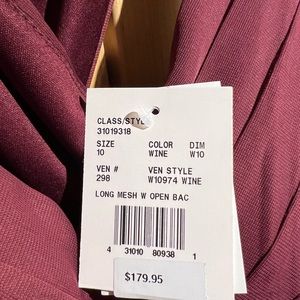 CLASS/STYLE
31019318
SIZE COLOR DIM
10 WINE W10
VEN # VEN STYLE
298 W10974 WINE
LONG MESH W OPEN BAC
4 31010 80938 1
$179.95